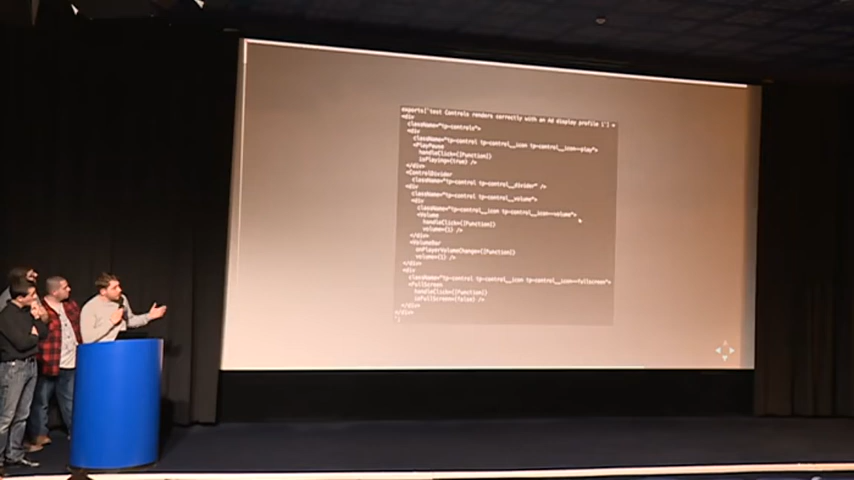 exports[`test Controls renders correctly with an Ad display profile 1`] = `
<div
className="tp-controls">
<div
className="tp-control tp-control__icon tp-control__icon--play">
<PlayPause
handleClick={[Function]}
isPlaying={true} />
</div>
<ControlDivider
className="tp-control tp-control__divider" />
<div
className="tp-control tp-control__volume">
<div
className="tp-control__icon tp-control__icon--volume">
<Volume
handleClick={[Function]}
volume={1} />
</div>
<VolumeBar
onPlayerVolumeChange={[Function]}
volume={1} />
</div>
<div
className="tp-control tp-control__icon tp-control__icon--fullscreen">
<FullScreen
handleClick={[Function]}
isFullScreen={false} />
</div>
</div>
`;